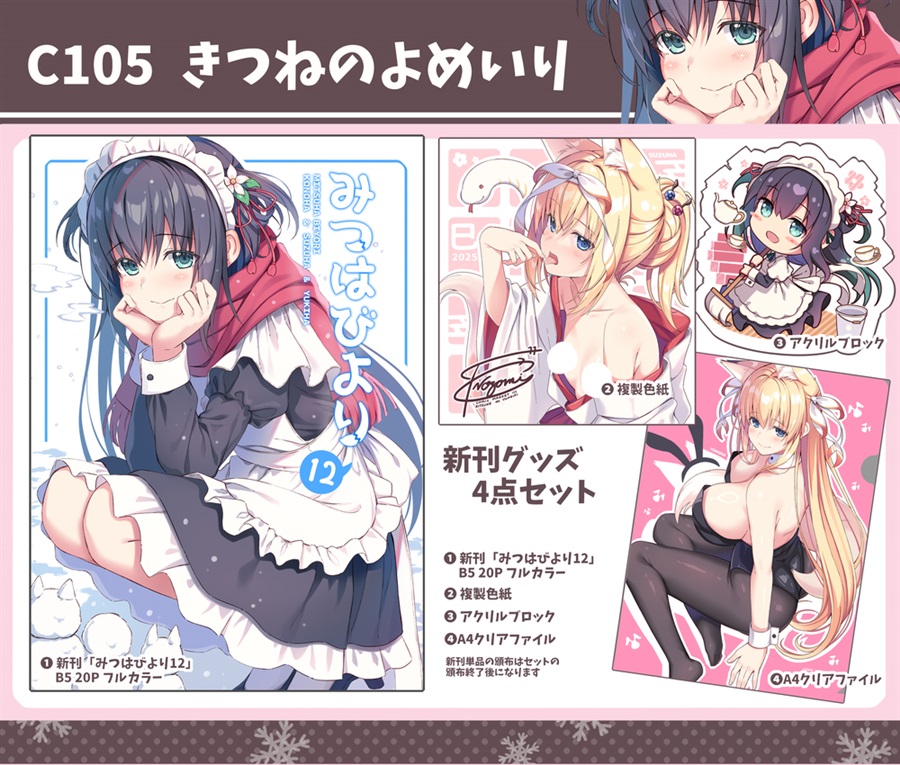 C105 きつねのよめいり
みつはびより
MITSUHA BIYORI
KONOHA & SUZUHA & YUKIHA
12
❶ 新刊「みつはびより12」
B5 20P フルカラー
SUZUHA
巳
2025
Nozomi
❷ 複製色紙
❸ アクリルブロック
新刊グッズ
4点セット
❶ 新刊「みつはびより12」
B5 20P フルカラー
❷ 複製色紙
❸ アクリルブロック
❹A4クリアファイル
新刊単品の頒布はセットの
頒布終了後になります
❹A4クリアファイル